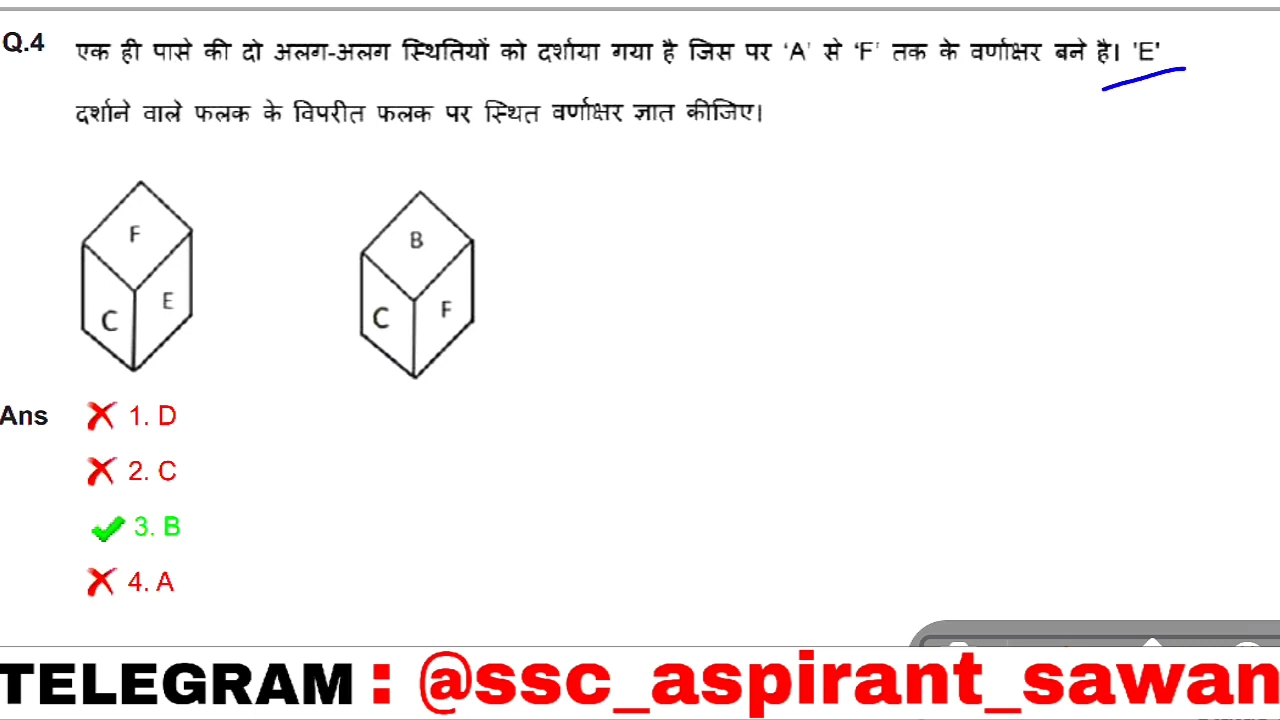 Q.4 एक ही पासे की दो अलग-अलग स्थितियों को दर्शाया गया है जिस पर 'A' से 'F' तक के वर्णाक्षर बने है। 'E'
दर्शाने वाले फलक के विपरीत फलक पर स्थित वर्णाक्षर ज्ञात कीजिए।
F
C E
B
C F
Ans 1. D
2. C
3. B
4. A
TELEGRAM : @ssc_aspirant_sawan